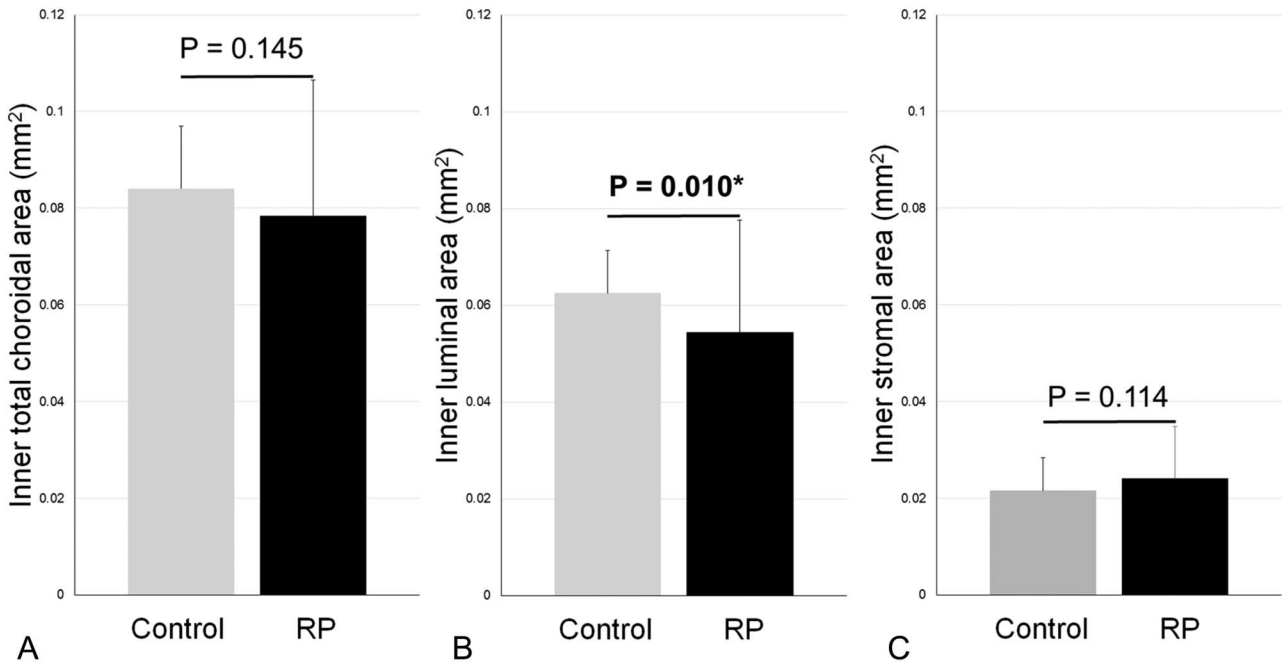 Inner total choroidal area (mm²)
0.12
0.1
0.08
0.06
0.04
0.02
0
P = 0.145
Control RP
A
Inner luminal area (mm²)
0.12
0.1
0.08
0.06
0.04
0.02
0
P = 0.010*
Control RP
B
Inner stromal area (mm²)
0.12
0.1
0.08
0.06
0.04
0.02
0
P = 0.114
Control RP
C